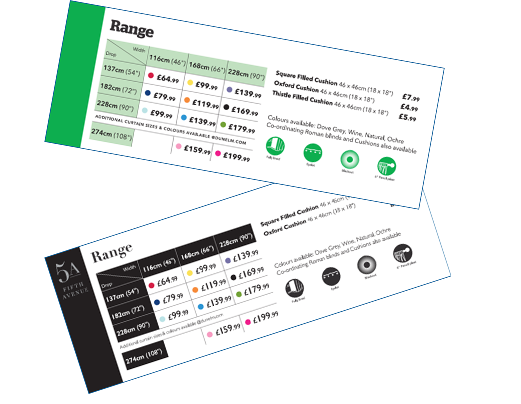 Range
Width 116cm (46") 168cm (66") 228cm (90")
Drop
137cm (54") £64.99 £99.99 £139.99
182cm (72") £79.99 £119.99 £169.99
228cm (90") £99.99 £139.99 £179.99
ADDITIONAL CURTAIN SIZES & COLOURS AVAILABLE
274cm (108") £159.99 £199.99
Square Filled Cushion 46 x 46cm (18 x 18") £7.99
Oxford Cushion 46 x 46cm (18 x 18") £4.99
Thistle Filled Cushion 46 x 46cm (18 x 18") £5.99
Colours available: Dove Grey, Wine, Natural, Ochre
Co-ordinating Roman blinds and Cushions also available
Fully lined
Eyelet
Blackout
5A
FIFTH
AVENUE
Range
Width 116cm (46") 168cm (66") 228cm (90")
Drop
137cm (54") £64.99 £99.99 £139.99
182cm (72") £79.99 £119.99 £169.99
228cm (90") £99.99 £139.99 £179.99
Additional curtain sizes & colours available
274cm (108") £159.99 £199.99
Square Filled Cushion 46 x 46cm (18 x 18")
Oxford Cushion 46 x 46cm (18 x 18")
Colours available: Dove Grey, Wine, Natural, Ochre
Co-ordinating Roman blinds and Cushions also available
Fully lined
Eyelet
Blackout